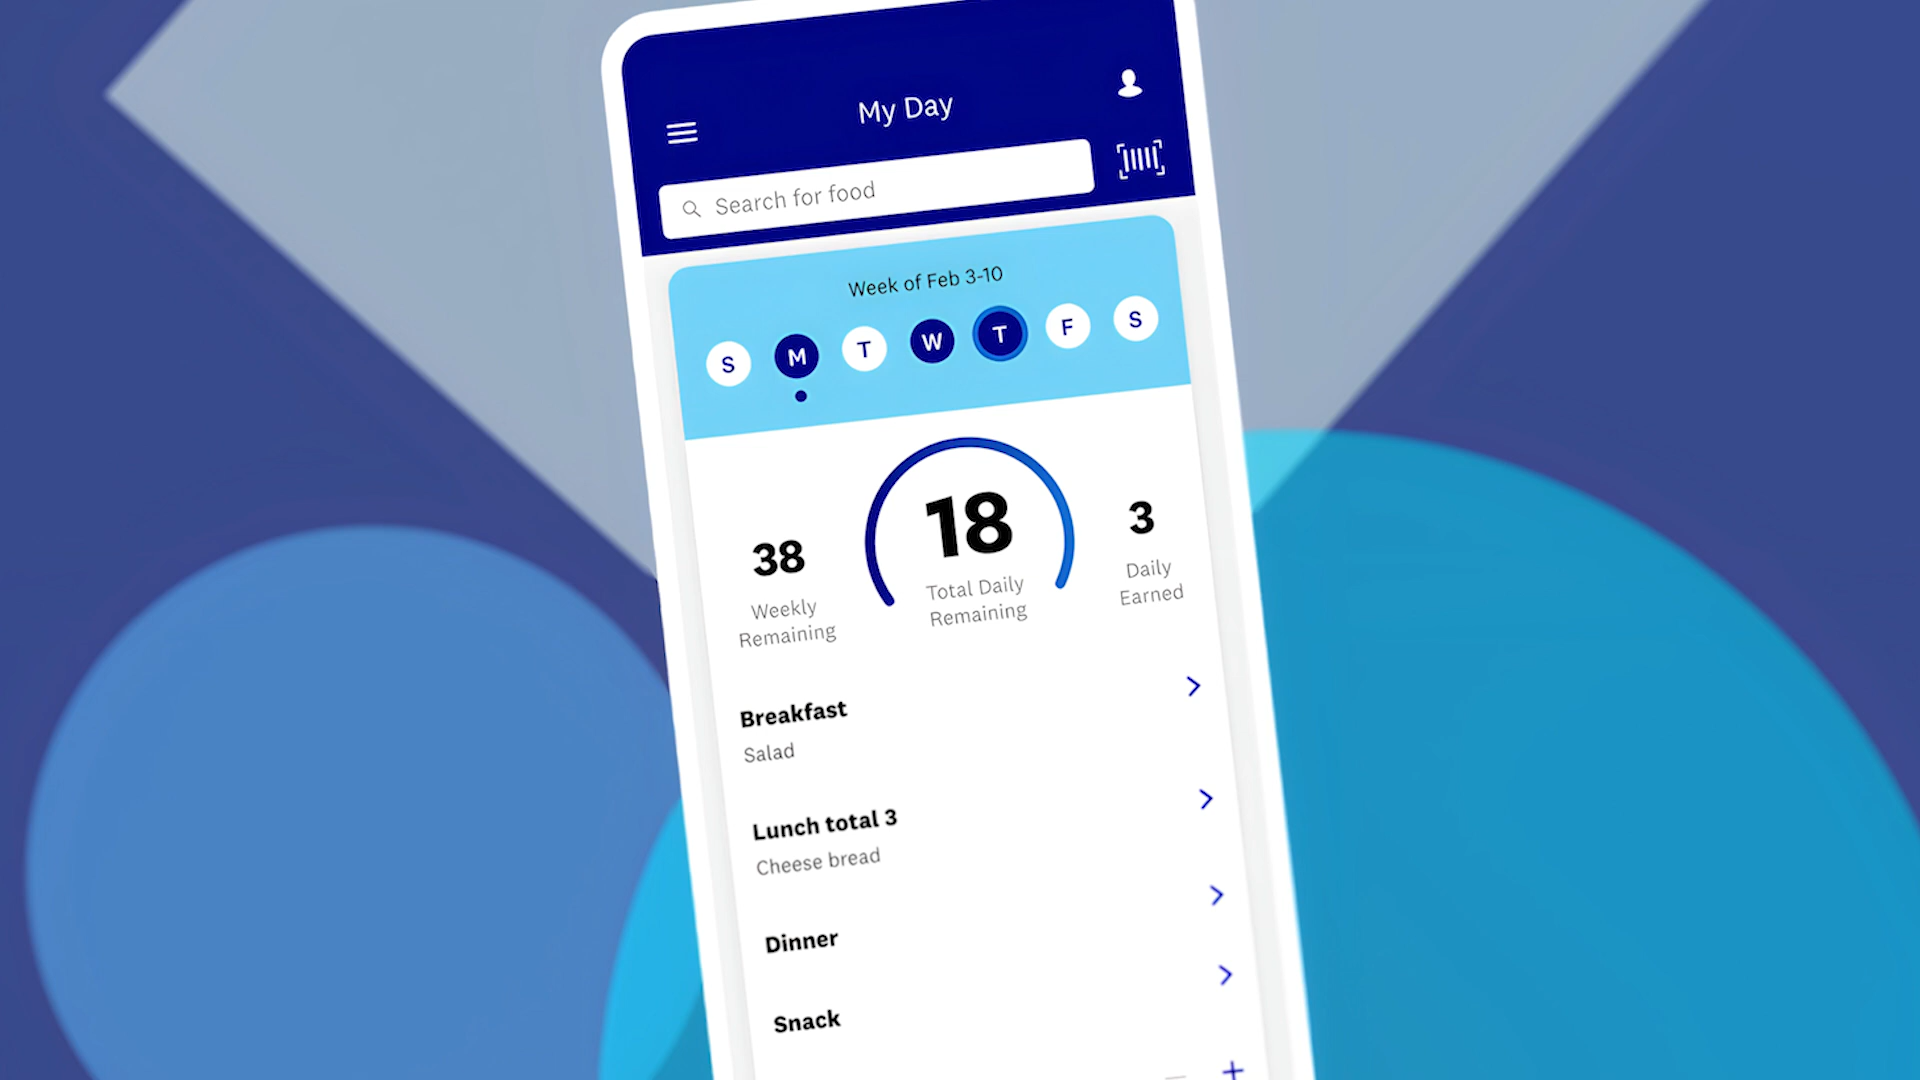 My Day
Search for food
Week of Feb 3-10
S M T W T F S
38
Weekly
Remaining
18
Total Daily
Remaining
3
Daily
Earned
Breakfast
Salad
Lunch total 3
Cheese bread
Dinner
Snack